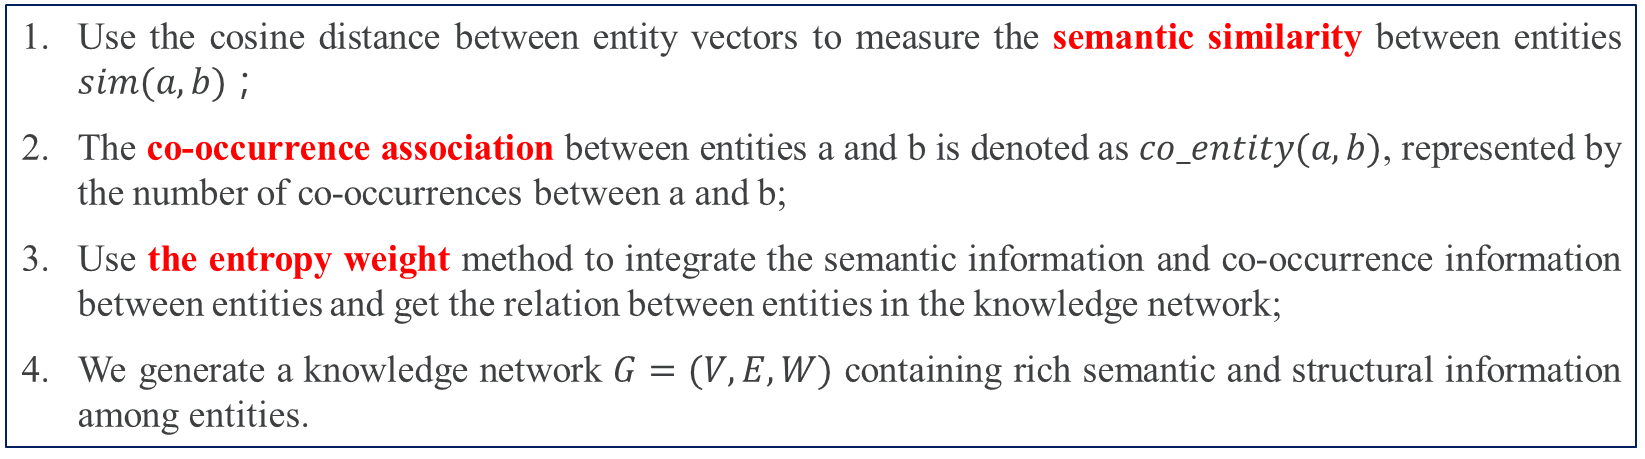 1. Use the cosine distance between entity vectors to measure the semantic similarity between entities
sim(a, b) ;
2. The co-occurrence association between entities a and b is denoted as co_entity(a, b), represented by
the number of co-occurrences between a and b;
3. Use the entropy weight method to integrate the semantic information and co-occurrence information
between entities and get the relation between entities in the knowledge network;
4. We generate a knowledge network G = (V, E, W) containing rich semantic and structural information
among entities.